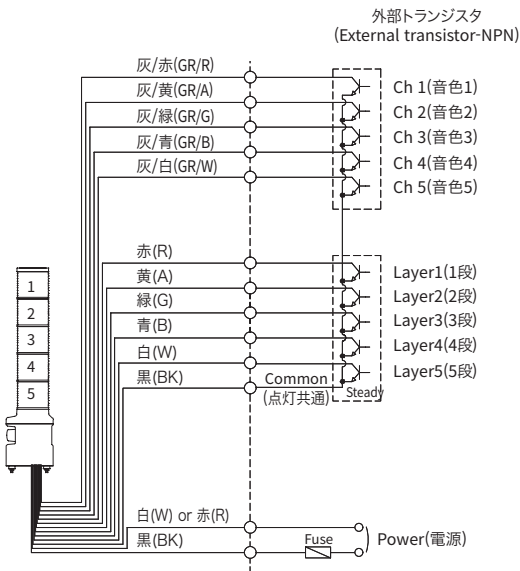 外部トランジスタ
(External transistor-NPN)
灰/赤(GR/R)
灰/黄(GR/A)
灰/緑(GR/G)
灰/青(GR/B)
灰/白(GR/W)
Ch 1(音色1)
Ch 2(音色2)
Ch 3(音色3)
Ch 4(音色4)
Ch 5(音色5)
赤(R)
黄(A)
緑(G)
青(B)
白(W)
黒(BK)
Layer1(1段)
Layer2(2段)
Layer3(3段)
Layer4(4段)
Layer5(5段)
Common
(点灯共通)
Steady
1
2
3
4
5
白(W) or 赤(R)
黒(BK)
Fuse
Power(電源)